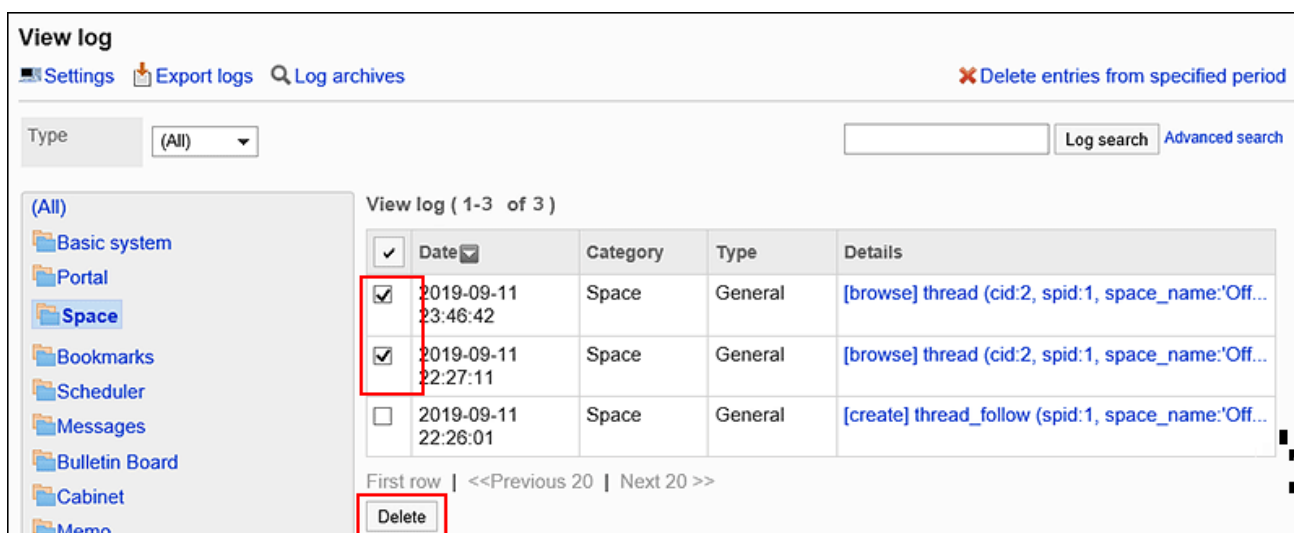 View log
Settings Export logs Log archives Delete entries from specified period
Type (All) Log search Advanced search
(All)
Basic system
Portal
Space
Bookmarks
Scheduler
Messages
Bulletin Board
Cabinet
Memo
View log ( 1-3 of 3 )
Date Category Type Details
2019-09-11 Space General [browse] thread (cid:2, spid:1, space_name:'Off...
23:46:42
2019-09-11 Space General [browse] thread (cid:2, spid:1, space_name:'Off...
22:27:11
2019-09-11 Space General [create] thread_follow (spid:1, space_name:'Off...
22:26:01
First row | <<Previous 20 | Next 20 >>
Delete